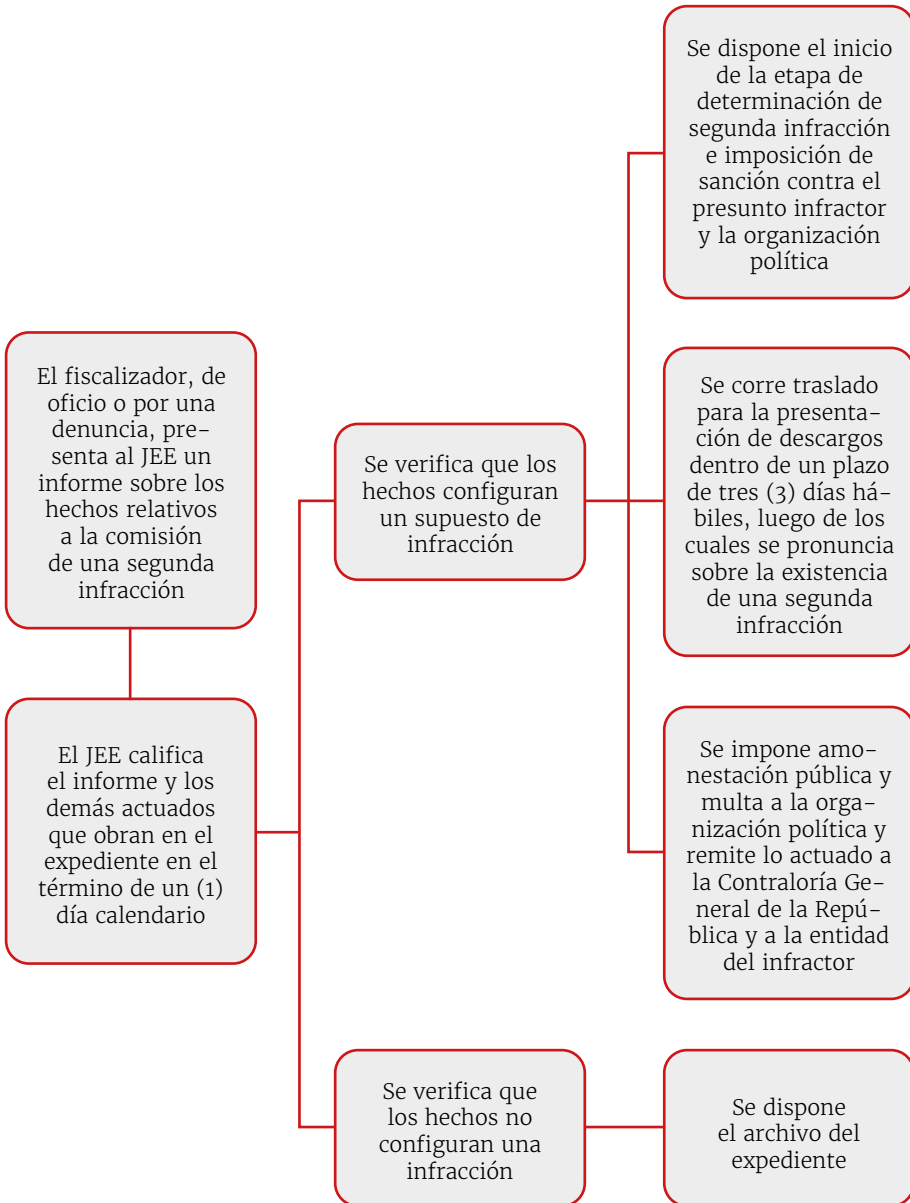 El fiscalizador, de
oficio o por una
denuncia, pre-
senta al JEE un
informe sobre los
hechos relativos
a la comisión
de una segunda
infracción
El JEE califica
el informe y los
demás actuados
que obran en el
expediente en el
término de un (1)
día calendario
Se verifica que los
hechos configuran
un supuesto de
infracción
Se dispone el inicio
de la etapa de
determinación de
segunda infracción
e imposición de
sanción contra el
presunto infractor
y la organización
política
Se corre traslado
para la presenta-
ción de descargos
dentro de un plazo
de tres (3) días há-
biles, luego de los
cuales se pronuncia
sobre la existencia
de una segunda
infracción
Se impone amo-
nestación pública y
multa a la orga-
nización política y
remite lo actuado a
la Contraloría Ge-
neral de la Repú-
blica y a la entidad
del infractor
Se verifica que
los hechos no
configuran una
infracción
Se dispone
el archivo del
expediente